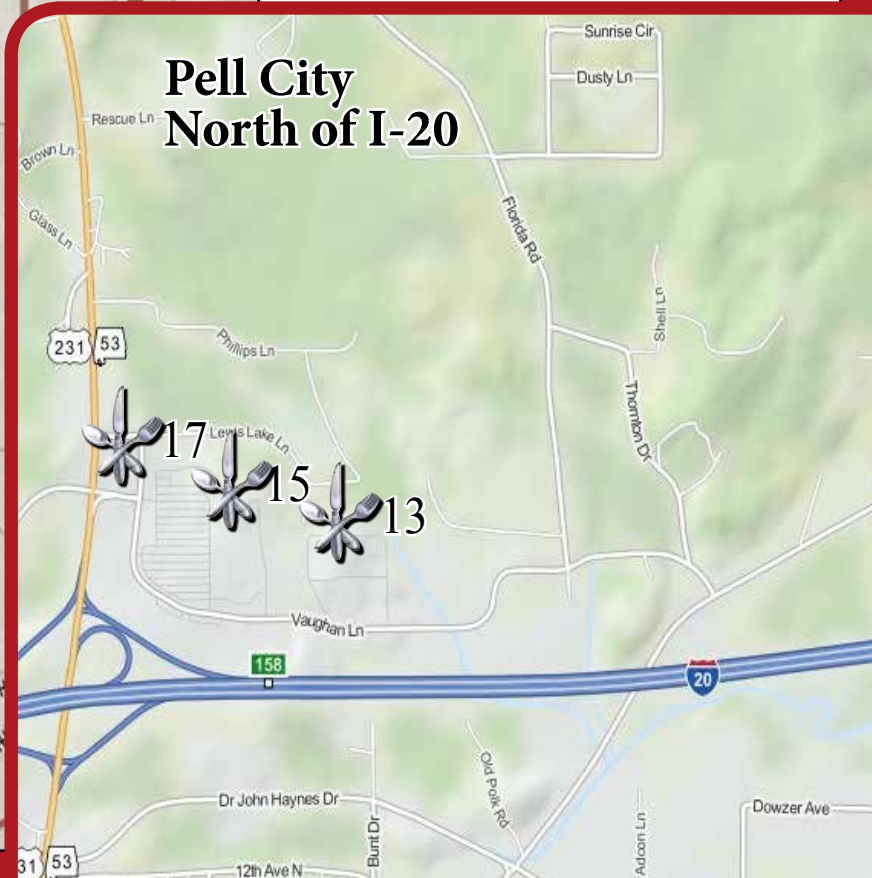 Pell City
North of I-20
Sunrise Cir
Dusty Ln
Rescue Ln
Brown Ln
Glass Ln
Florida Rd
Shell Ln
231
53
Phillips Ln
Thornton Dr
17
Lewis Lake Ln
15
13
Vaughan Ln
158
20
Old Polk Rd
Dr John Haynes Dr
Bunt Dr
Adcon Ln
Dowzer Ave
31
53
12th Ave N